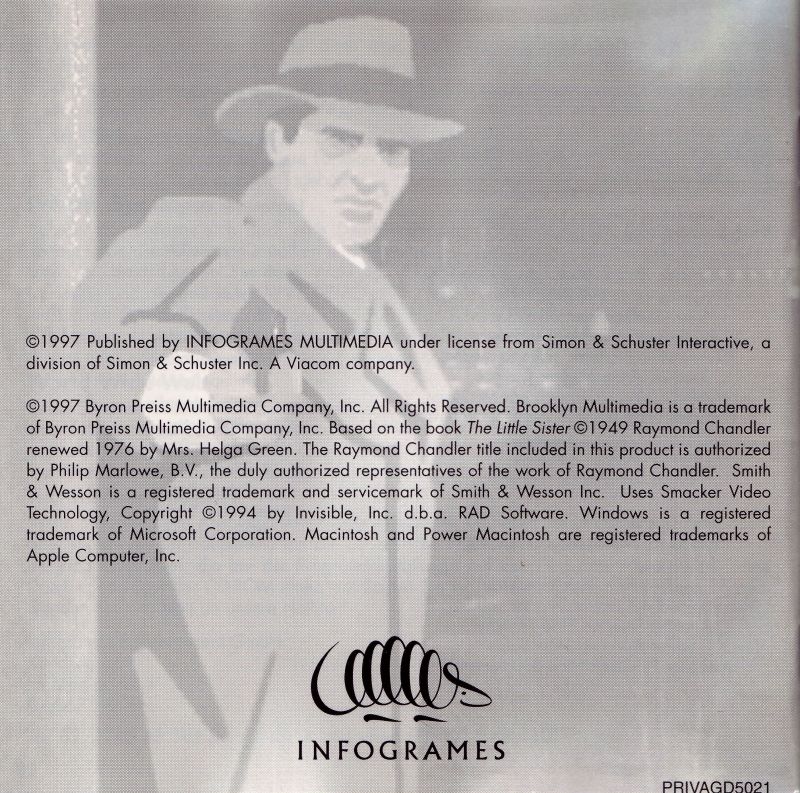 ©1997 Published by INFOGRAMES MULTIMEDIA under license from Simon & Schuster Interactive, a
division of Simon & Schuster Inc. A Viacom company.
©1997 Byron Preiss Multimedia Company, Inc. All Rights Reserved. Brooklyn Multimedia is a trademark
of Byron Preiss Multimedia Company, Inc. Based on the book The Little Sister ©1949 Raymond Chandler
renewed 1976 by Mrs. Helga Green. The Raymond Chandler title included in this product is authorized
by Philip Marlowe, B.V., the duly authorized representatives of the work of Raymond Chandler. Smith
& Wesson is a registered trademark and servicemark of Smith & Wesson Inc. Uses Smacker Video
Technology, Copyright ©1994 by Invisible, Inc. d.b.a. RAD Software. Windows is a registered
trademark of Microsoft Corporation. Macintosh and Power Macintosh are registered trademarks of
Apple Computer, Inc.
INFOGRAMES
PRIVAGD5021